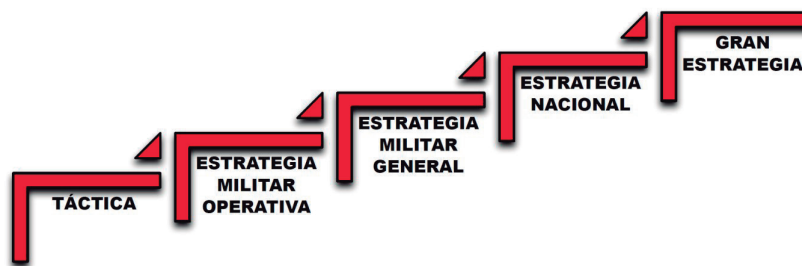 TÁCTICA
ESTRATEGIA
MILITAR
OPERATIVA
ESTRATEGIA
MILITAR
GENERAL
ESTRATEGIA
NACIONAL
GRAN
ESTRATEGIA